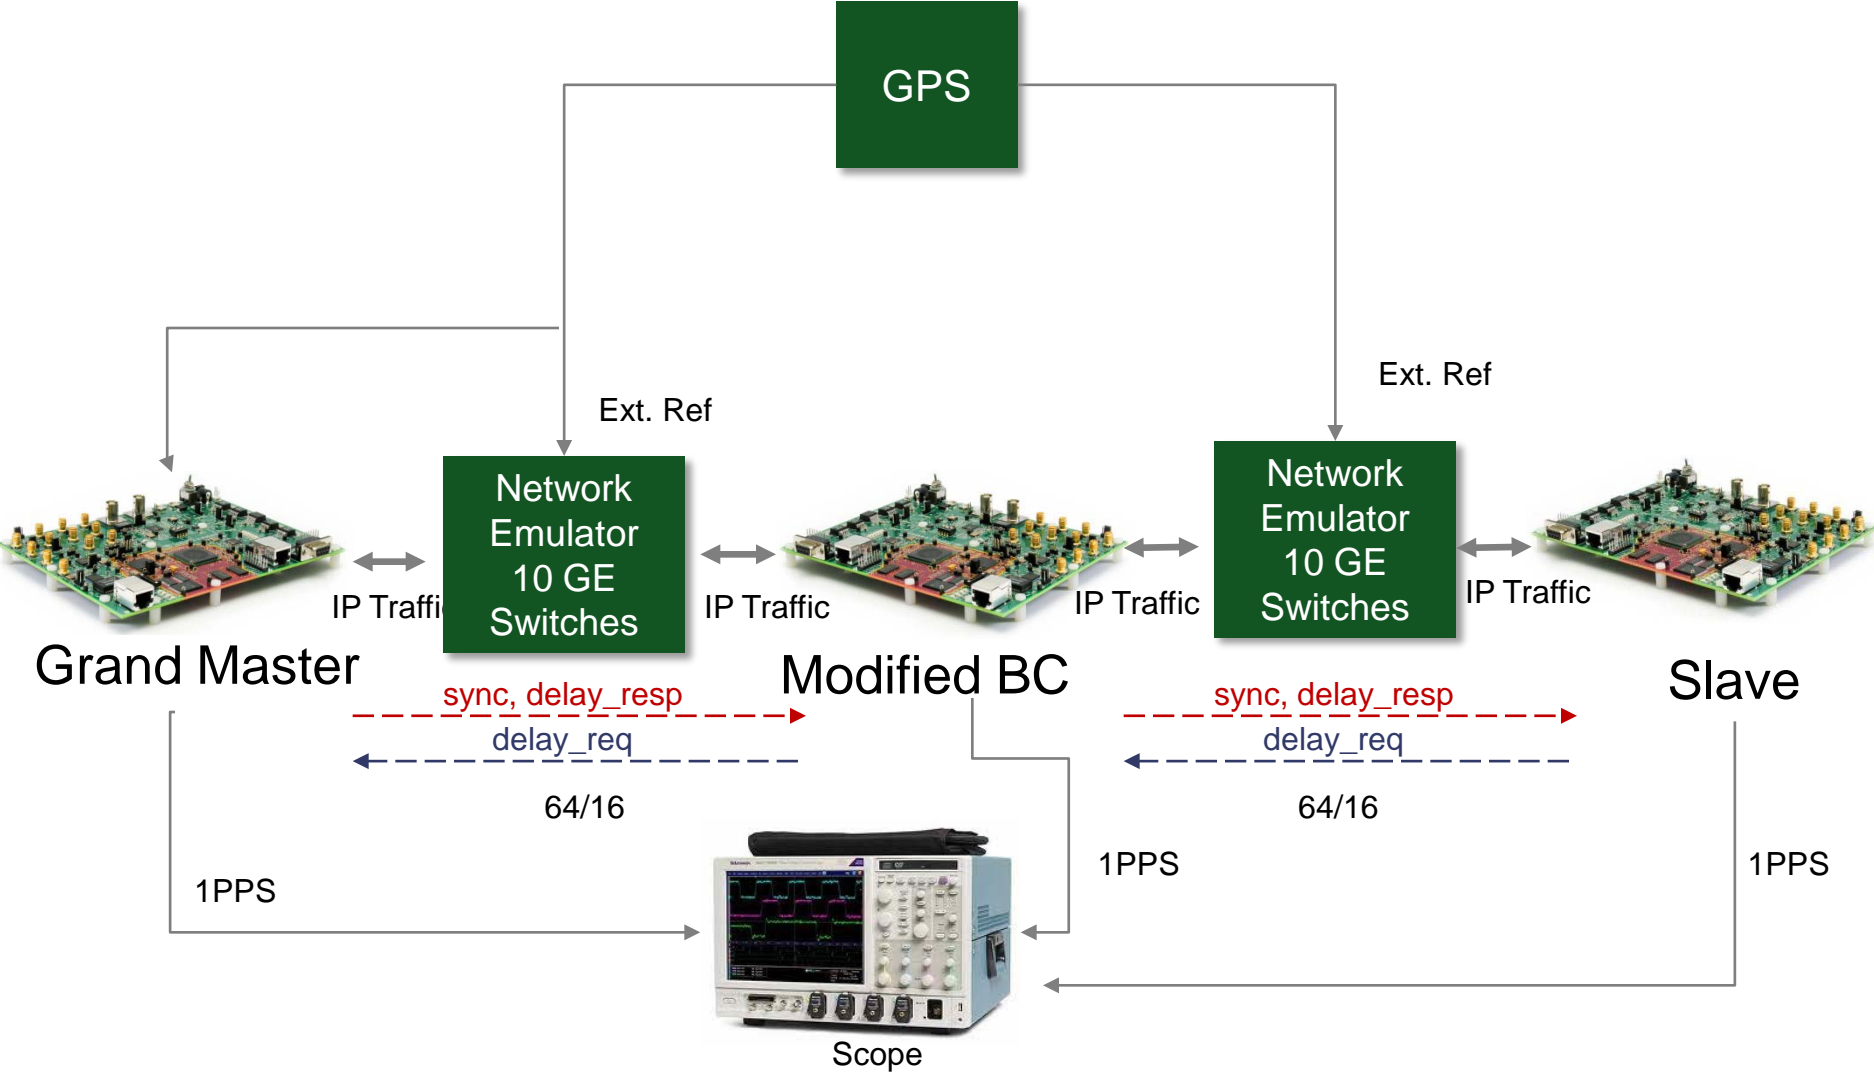 GPS
Ext. Ref
Ext. Ref
Network
Emulator
10 GE
Switches
Network
Emulator
10 GE
Switches
IP Traffi
IP Traffic
IP Traffic
IP Traffic
Grand Master
Modified BC
Slave
sync, delay_resp
delay_req
64/16
sync, delay_resp
delay_req
64/16
1PPS
1PPS
1PPS
Scope